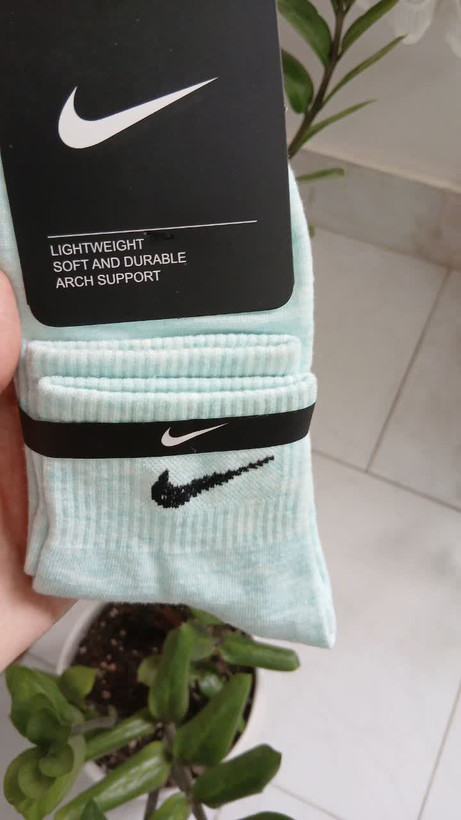 LIGHTWEIGHT
SOFT AND DURABLE
ARCH SUPPORT